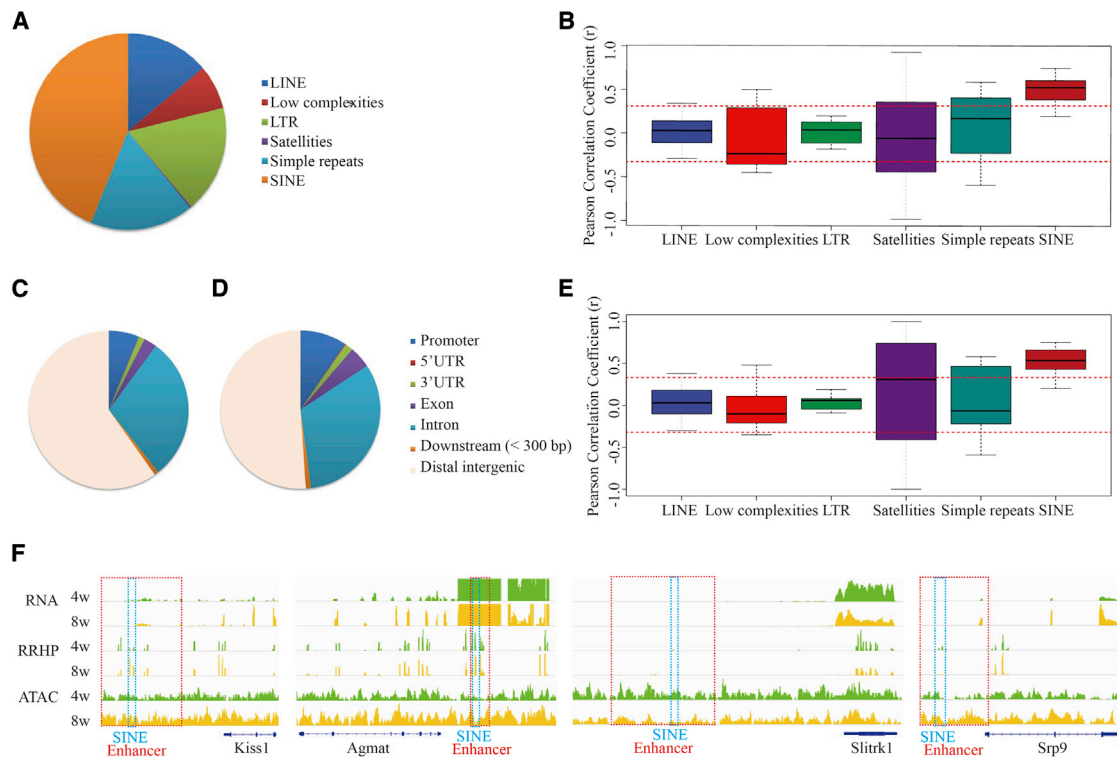 A
LINE
Low complexities
LTR
Satellities
Simple repeats
SINE
B
Pearson Correlation Coefficient (r)
1.0
0.5
0.0
-0.5
-1.0
LINE Low complexities LTR Satellities Simple repeats SINE
C
D
Promoter
5'UTR
3'UTR
Exon
Intron
Downstream (< 300 bp)
Distal intergenic
E
Pearson Correlation Coefficient (r)
1.0
0.5
0.0
-0.5
-1.0
LINE Low complexities LTR Satellities Simple repeats SINE
F
RNA
4w
8w
RRHP
4w
8w
ATAC
4w
8w
SINE
Enhancer
Kiss1
Agmat
SINE
Enhancer
SINE
Enhancer
Slitrk1
SINE
Enhancer
Srp9